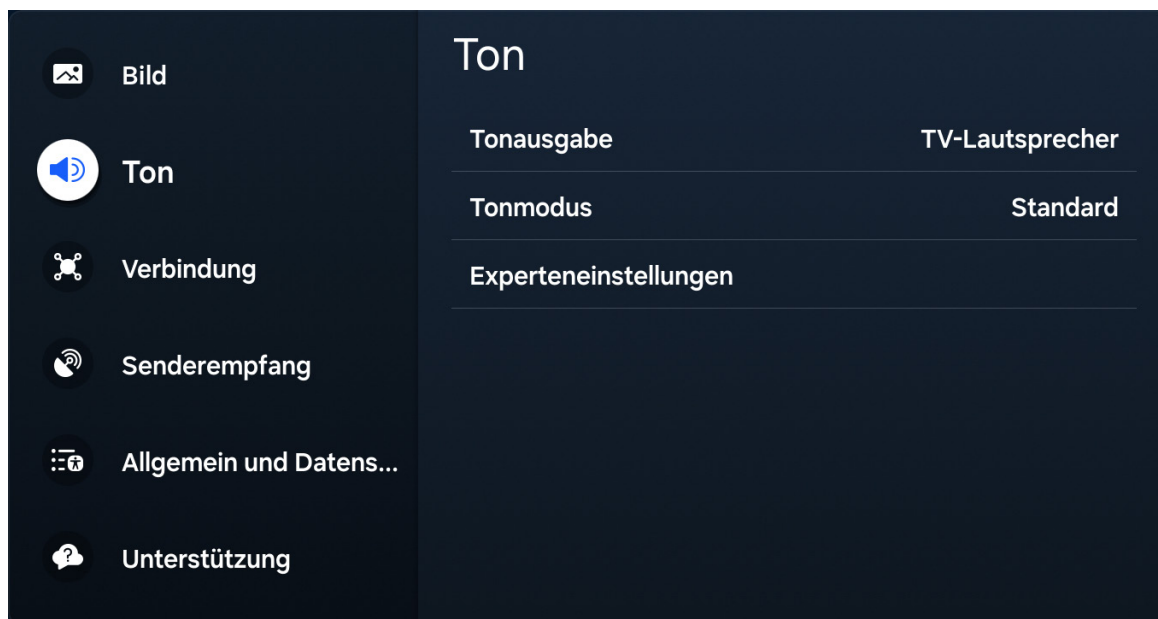 Bild
Ton
Verbindung
Senderempfang
Allgemein und Datens...
Unterstützung
Ton
Tonausgabe TV-Lautsprecher
Tonmodus Standard
Experteneinstellungen